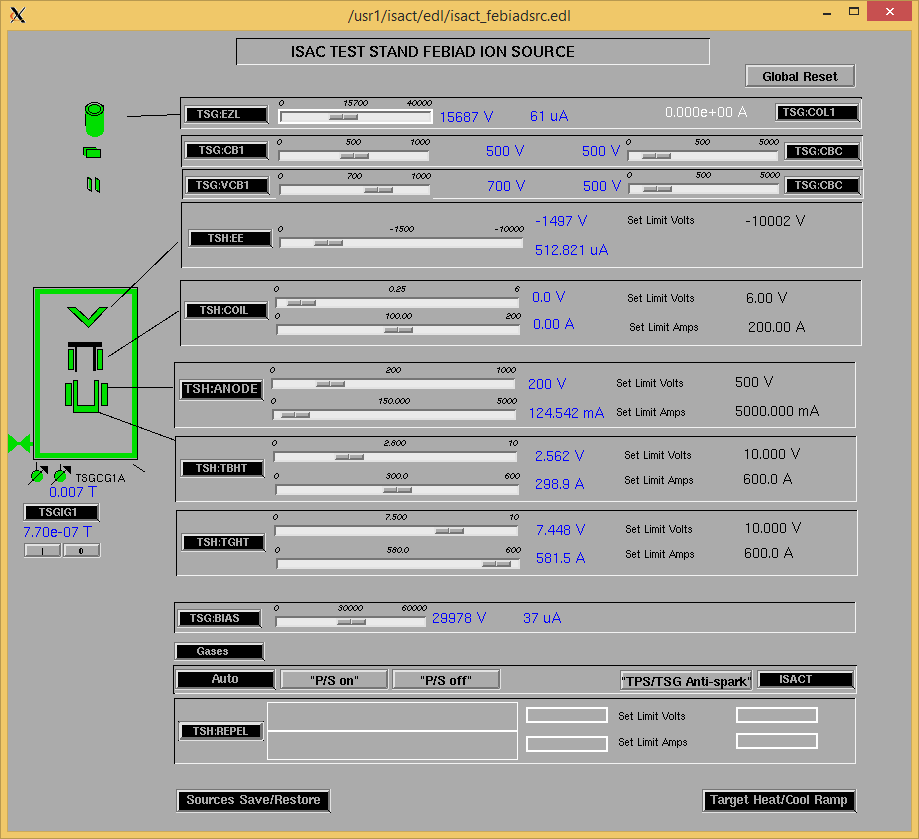 /usr1/isact/edl/isact_febiadsrc.edl
ISAC TEST STAND FEBIAD ION SOURCE
Global Reset
TSG:EZL 0 15700 40000 15687 V 61 uA 0.000e+00 A TSG:COL1
TSG:CB1 0 500 1000 500 V 500 V 0 500 5000 TSG:CBC
TSG:VCB1 0 700 1000 700 V 500 V 0 500 5000 TSG:CBC
TSH:EE 0 -1500 -10000 -1497 V Set Limit Volts -10002 V
512.821 uA
TSH:COIL 0 0.25 6 0.0 V Set Limit Volts 6.00 V
0 100.00 200 0.00 A Set Limit Amps 200.00 A
TSH:ANODE 0 200 1000 200 V Set Limit Volts 500 V
0 150.000 5000 124.542 mA Set Limit Amps 5000.000 mA
TSH:TBHT 0 2.600 10 2.562 V Set Limit Volts 10.000 V
0 300.0 600 298.9 A Set Limit Amps 600.0 A
TSGCG1A
0.007 T
TSGIG1
7.70e-07 T
I 0
TSH:TGHT 0 7.500 10 7.448 V Set Limit Volts 10.000 V
0 580.0 600 581.5 A Set Limit Amps 600.0 A
TSG:BIAS 0 30000 60000 29978 V 37 uA
Gases
Auto "P/S on" "P/S off" "TPS/TSG Anti-spark" ISACT
TSH:REPEL Set Limit Volts
Set Limit Amps
Sources Save/Restore Target Heat/Cool Ramp